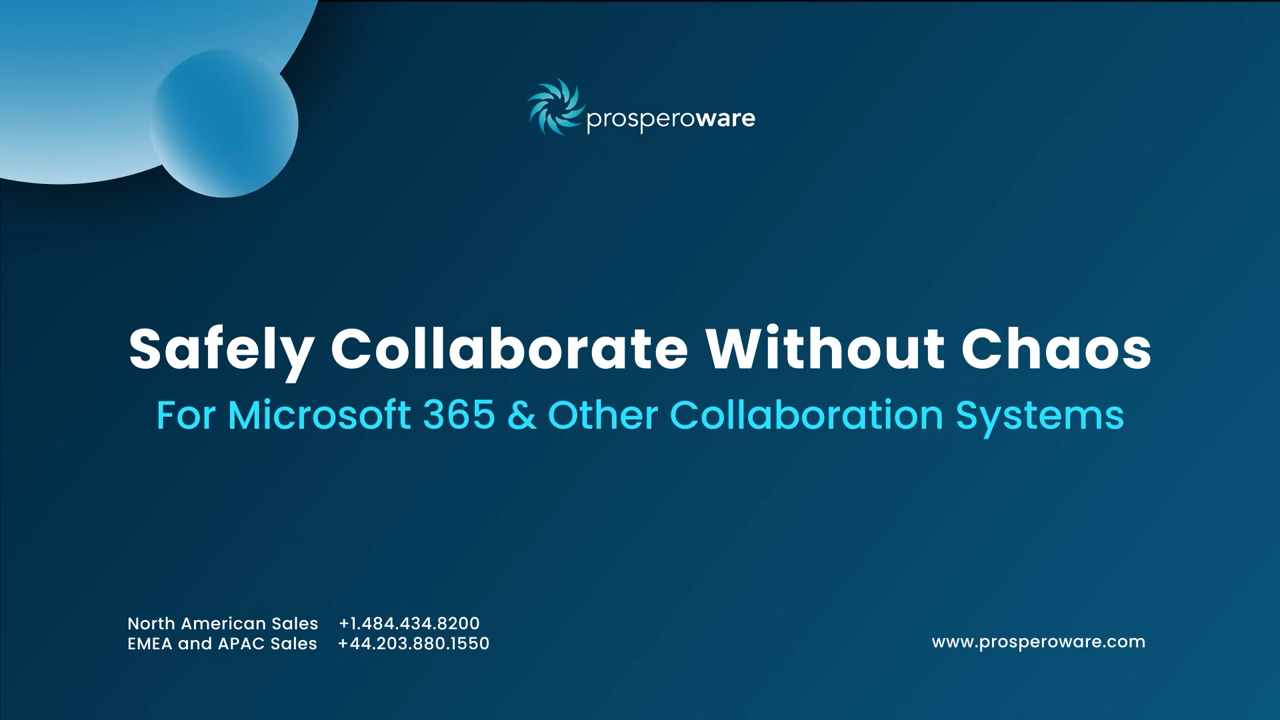 prosperoware
Safely Collaborate Without Chaos
For Microsoft 365 & Other Collaboration Systems
North American Sales +1.484.434.8200
EMEA and APAC Sales +44.203.880.1550
www.prosperoware.com